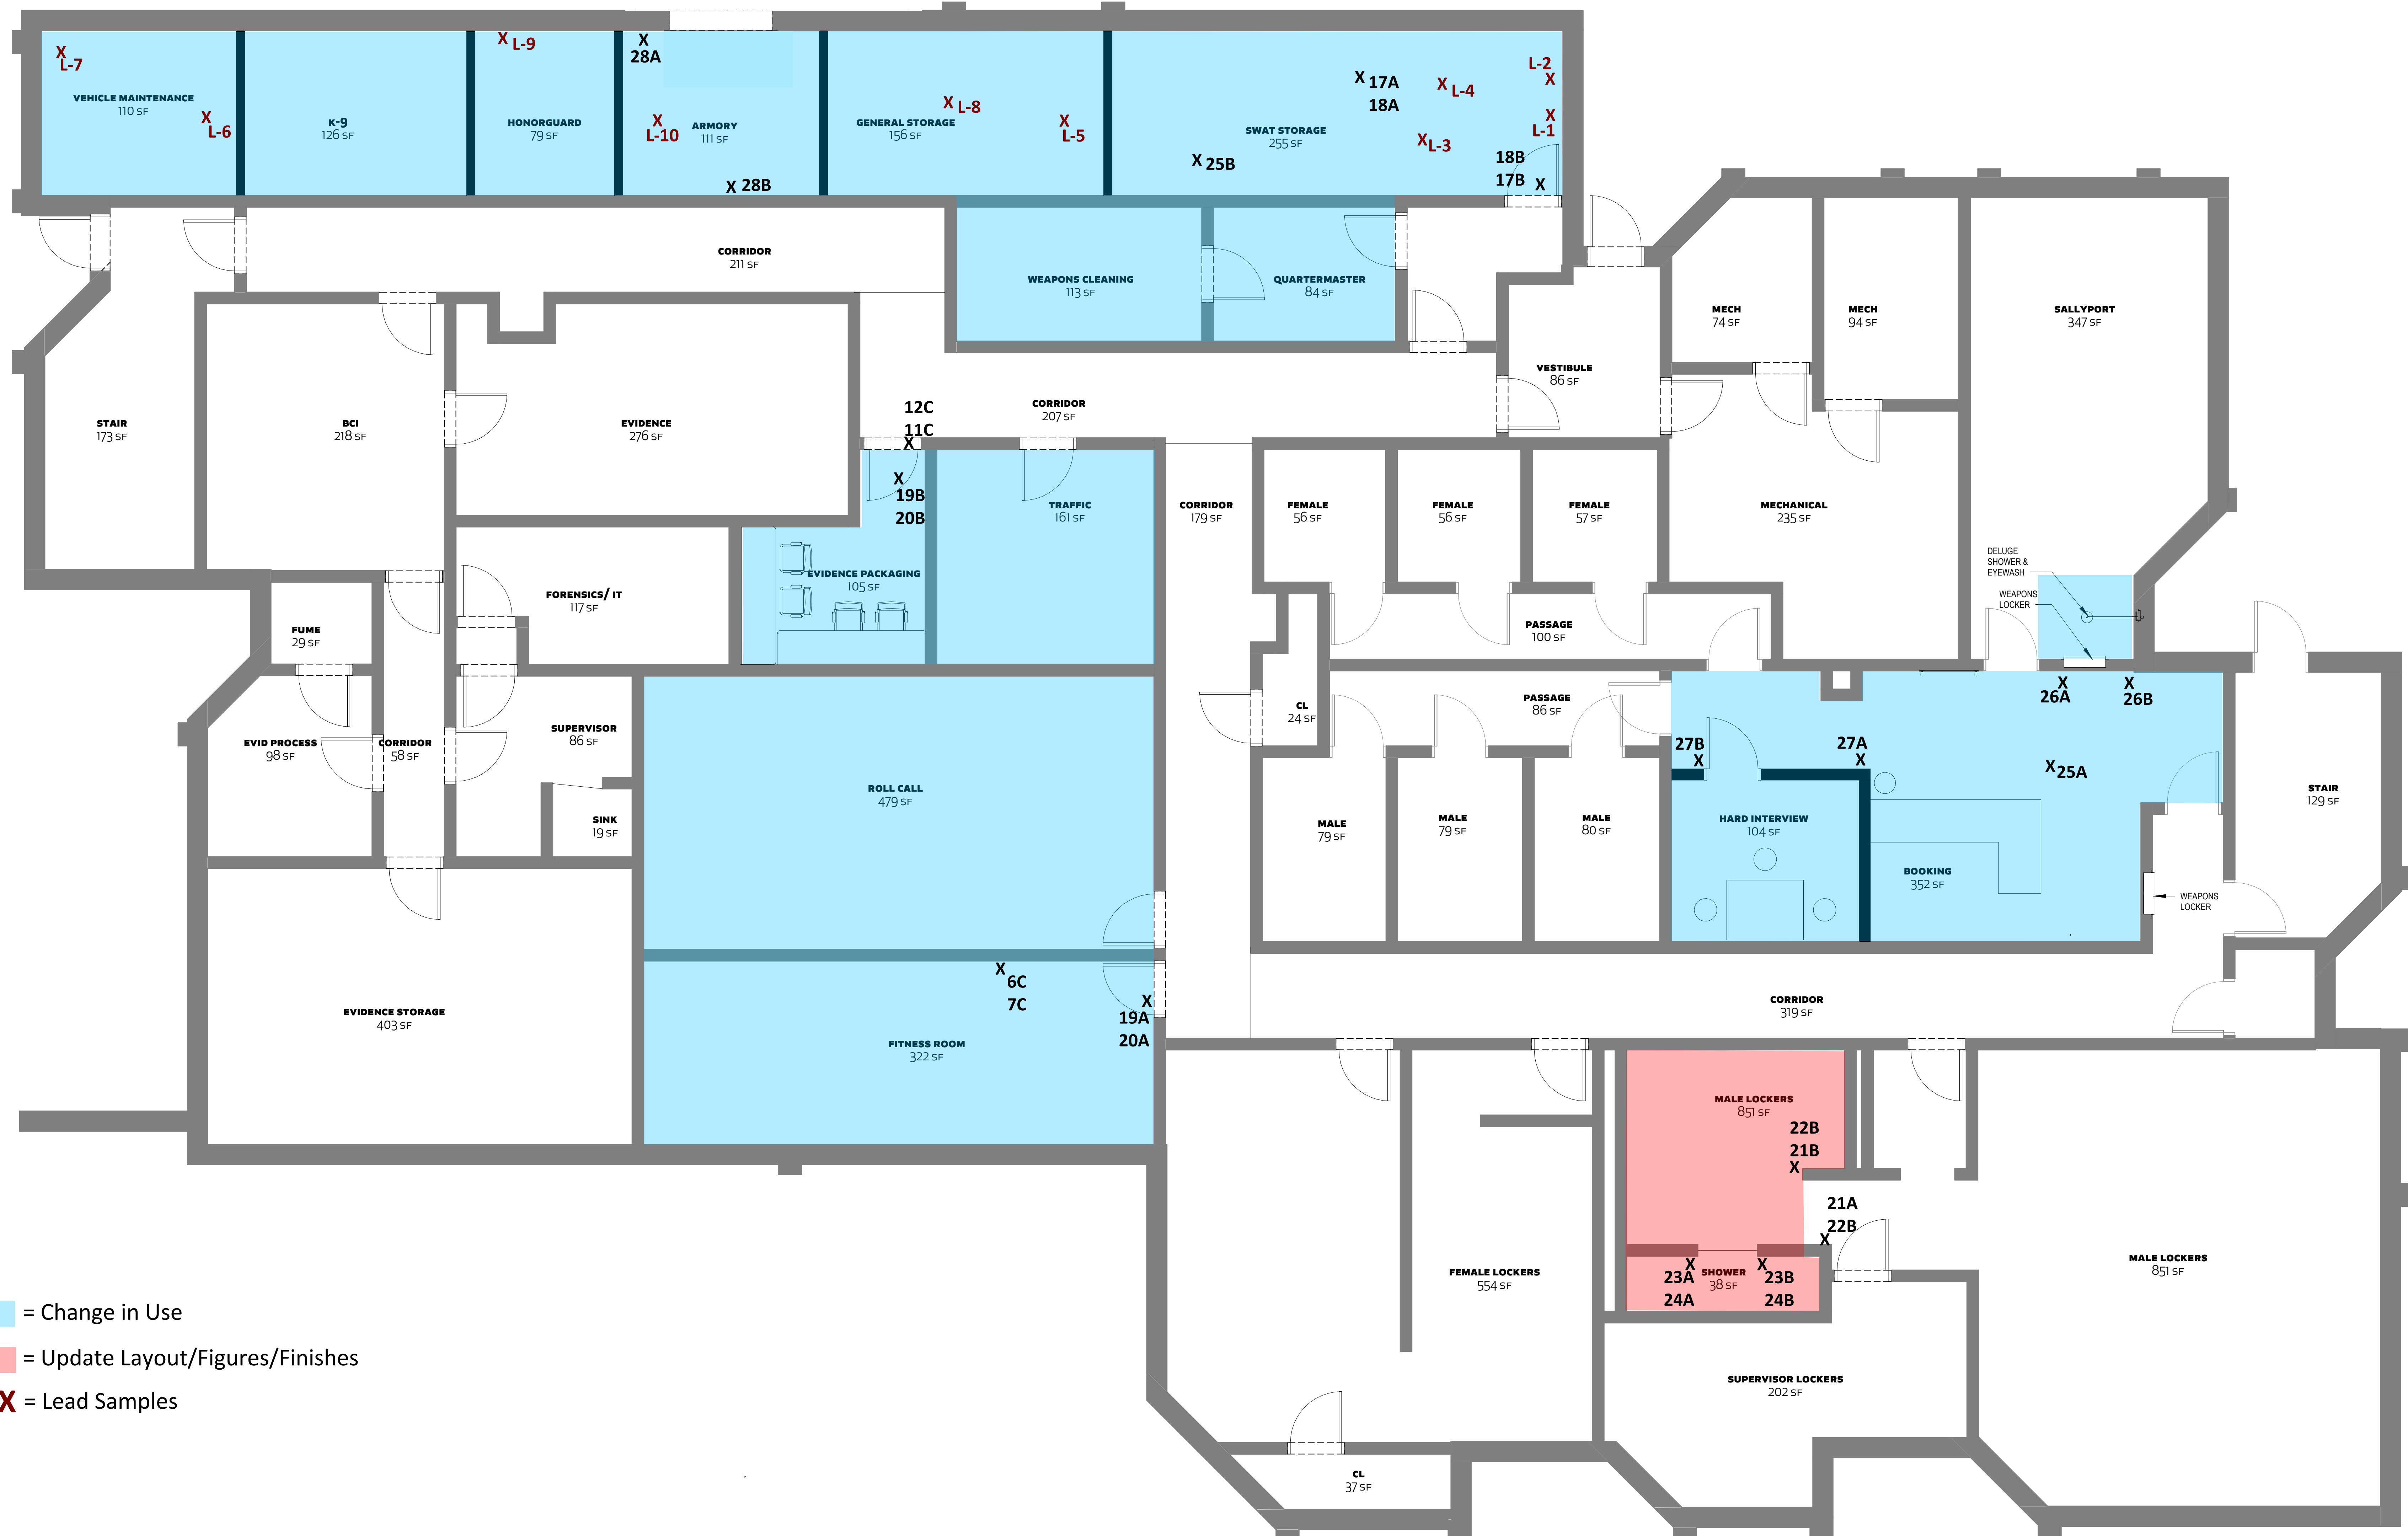 X
L-7
VEHICLE MAINTENANCE
110 SF
X
L-6
K-9
126 SF
X L-9
HONORGUARD
79 SF
X
28A
X
L-10
ARMORY
111 SF
X 28B
X L-8
GENERAL STORAGE
156 SF
X
L-5
X 17A
18A
X L-4
L-2
X
X
L-1
SWAT STORAGE
255 SF
X L-3
X 25B
18B
17B X
CORRIDOR
211 SF
WEAPONS CLEANING
113 SF
QUARTERMASTER
84 SF
MECH
74 SF
MECH
94 SF
SALLYPORT
347 SF
VESTIBULE
86 SF
STAIR
173 SF
BCI
218 SF
EVIDENCE
276 SF
12C
11C
X
CORRIDOR
207 SF
X
19B
20B
TRAFFIC
161 SF
CORRIDOR
179 SF
FEMALE
56 SF
FEMALE
56 SF
FEMALE
57 SF
MECHANICAL
235 SF
DELUGE
SHOWER &
EYEWASH
WEAPONS
LOCKER
EVIDENCE PACKAGING
105 SF
FORENSICS/ IT
117 SF
FUME
29 SF
PASSAGE
100 SF
CL
24 SF
PASSAGE
86 SF
X
26A
X
26B
EVID PROCESS
98 SF
CORRIDOR
58 SF
SUPERVISOR
86 SF
27B
X
27A
X
X 25A
ROLL CALL
479 SF
STAIR
129 SF
SINK
19 SF
MALE
79 SF
MALE
79 SF
MALE
80 SF
HARD INTERVIEW
104 SF
BOOKING
352 SF
WEAPONS
LOCKER
X
6C
7C
X
19A
20A
EVIDENCE STORAGE
403 SF
CORRIDOR
319 SF
FITNESS ROOM
322 SF
MALE LOCKERS
851 SF
22B
21B
X
21A
22B
X
X
23A
24A
SHOWER
38 SF
X
23B
24B
FEMALE LOCKERS
554 SF
MALE LOCKERS
851 SF
= Change in Use
= Update Layout/Figures/Finishes
X = Lead Samples
SUPERVISOR LOCKERS
202 SF
CL
37 SF